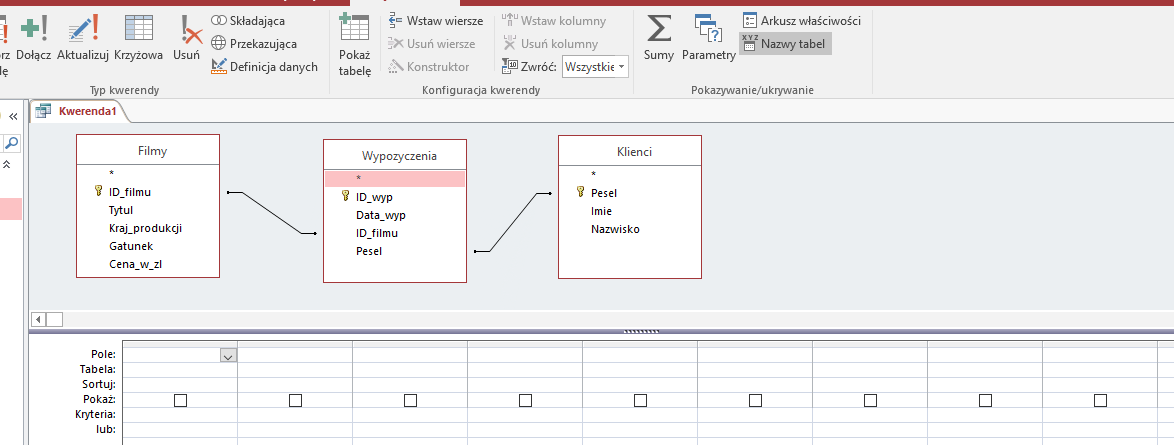 Dołącz
Aktualizuj
Krzyżowa
Usuń
Składająca
Przekazująca
Definicja danych
Typ kwerendy
Pokaż
tabelę
Wstaw wiersze
Usuń wiersze
Konstruktor
Wstaw kolumny
Usuń kolumny
Zwróć: Wszystkie
Konfiguracja kwerendy
Sumy
Parametry
Arkusz właściwości
XYZ
Nazwy tabel
Pokazywanie/ukrywanie
Kwerenda1
Filmy
*
ID_filmu
Tytul
Kraj_produkcji
Gatunek
Cena_w_zl
Wypozyczenia
*
ID_wyp
Data_wyp
ID_filmu
Pesel
Klienci
*
Pesel
Imie
Nazwisko
Pole:
Tabela:
Sortuj:
Pokaż:
Kryteria:
lub: